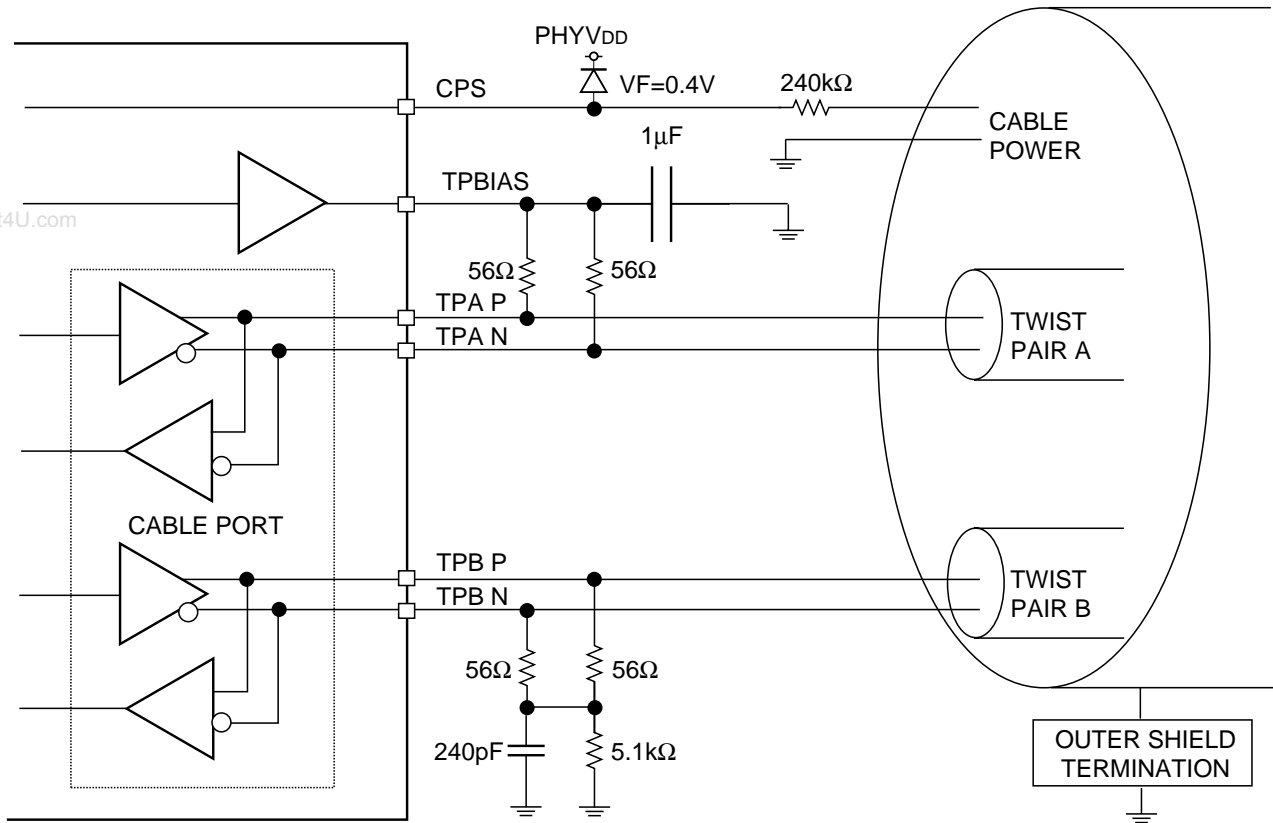 PHYVDD
CPS
VF=0.4V
240kΩ
CABLE
POWER
1µF
TPBIAS
t4U.com
56Ω
56Ω
TPA P
TPA N
TWIST
PAIR A
CABLE PORT
TPB P
TPB N
TWIST
PAIR B
56Ω
56Ω
240pF
5.1kΩ
OUTER SHIELD
TERMINATION